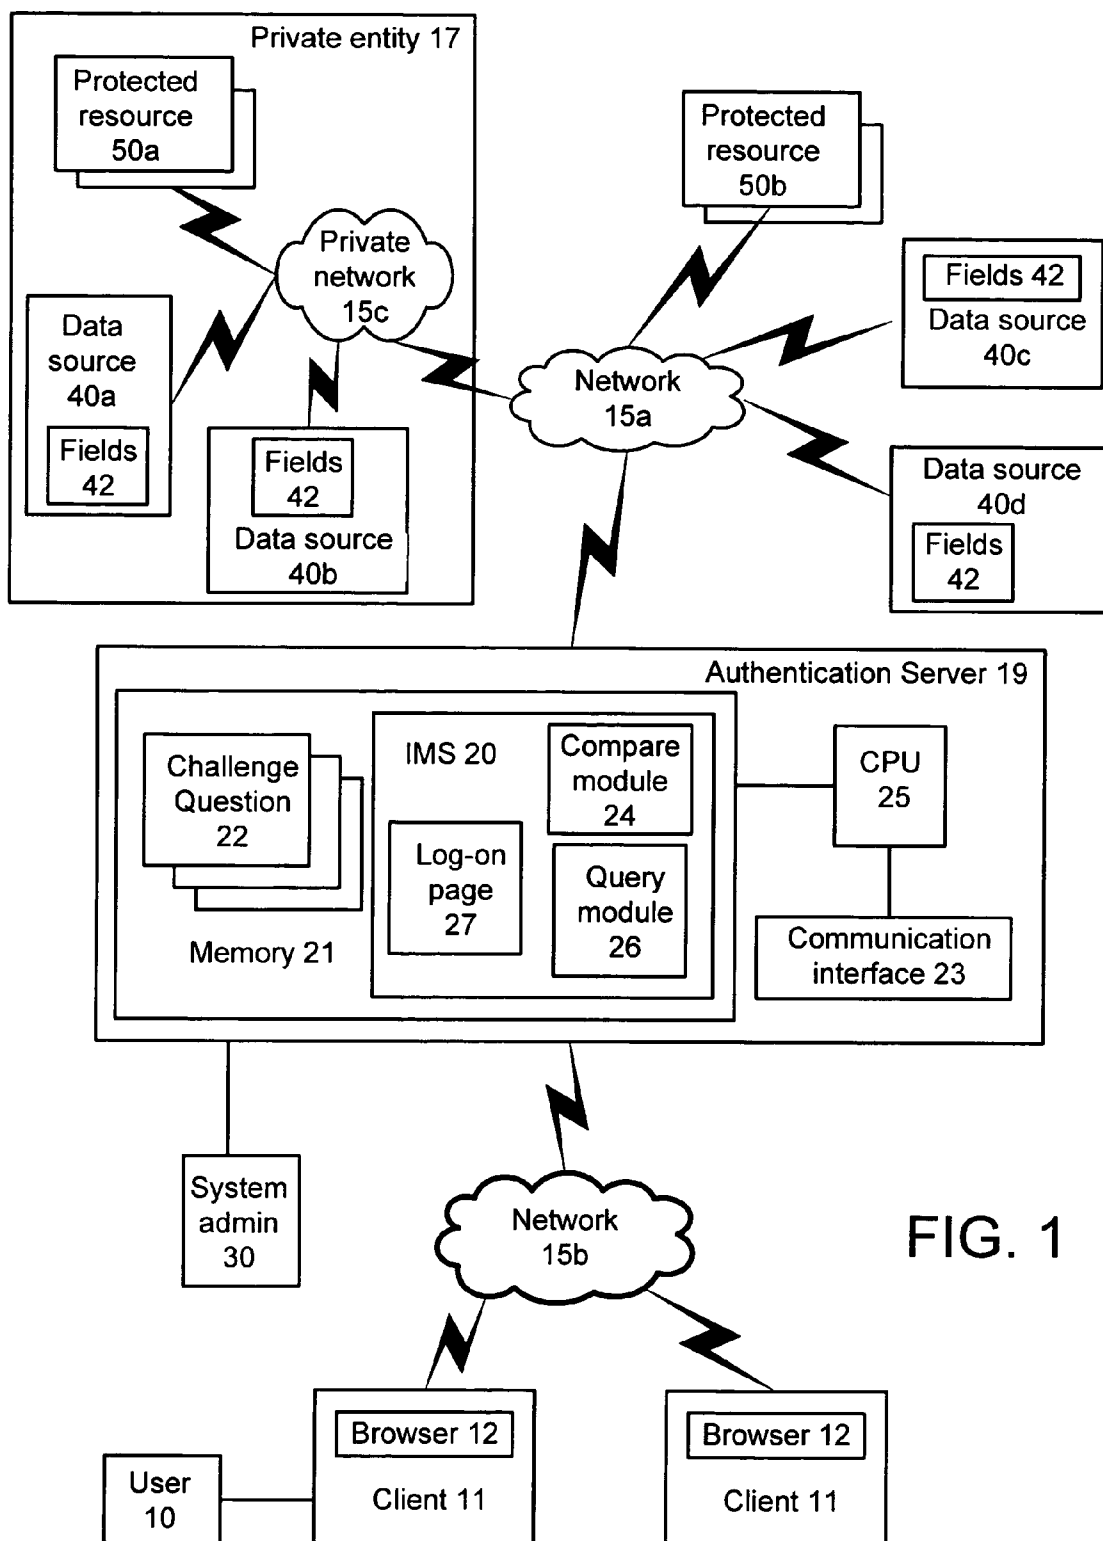 Private entity 17
Protected
resource
50a
Protected
resource
50b
Private
network
15c
Fields 42
Data source
40c
Data
source
40a
Fields
42
Network
15a
Fields
42
Data source
40b
Data source
40d
Fields
42
Authentication Server 19
Challenge
Question
22
IMS 20
Compare
module
24
CPU
25
Log-on
page
27
Query
module
26
Memory 21
Communication
interface 23
System
admin
30
Network
15b
FIG. 1
Browser 12
Client 11
Browser 12
Client 11
User
10